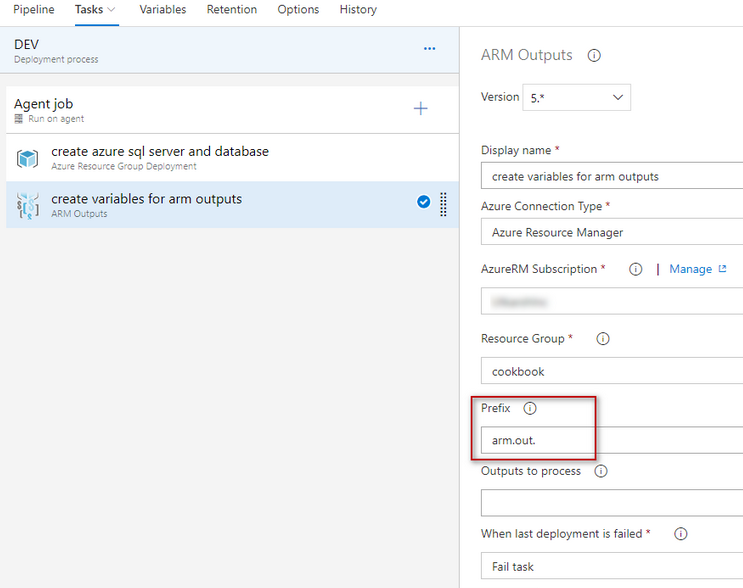 Pipeline Tasks Variables Retention Options History
DEV
Deployment process
Agent job
Run on agent
create azure sql server and database
Azure Resource Group Deployment
create variables for arm outputs
ARM Outputs
ARM Outputs
Version 5.*
Display name *
create variables for arm outputs
Azure Connection Type *
Azure Resource Manager
AzureRM Subscription * | Manage
Resource Group *
cookbook
Prefix
arm.out.
Outputs to process
When last deployment is failed *
Fail task